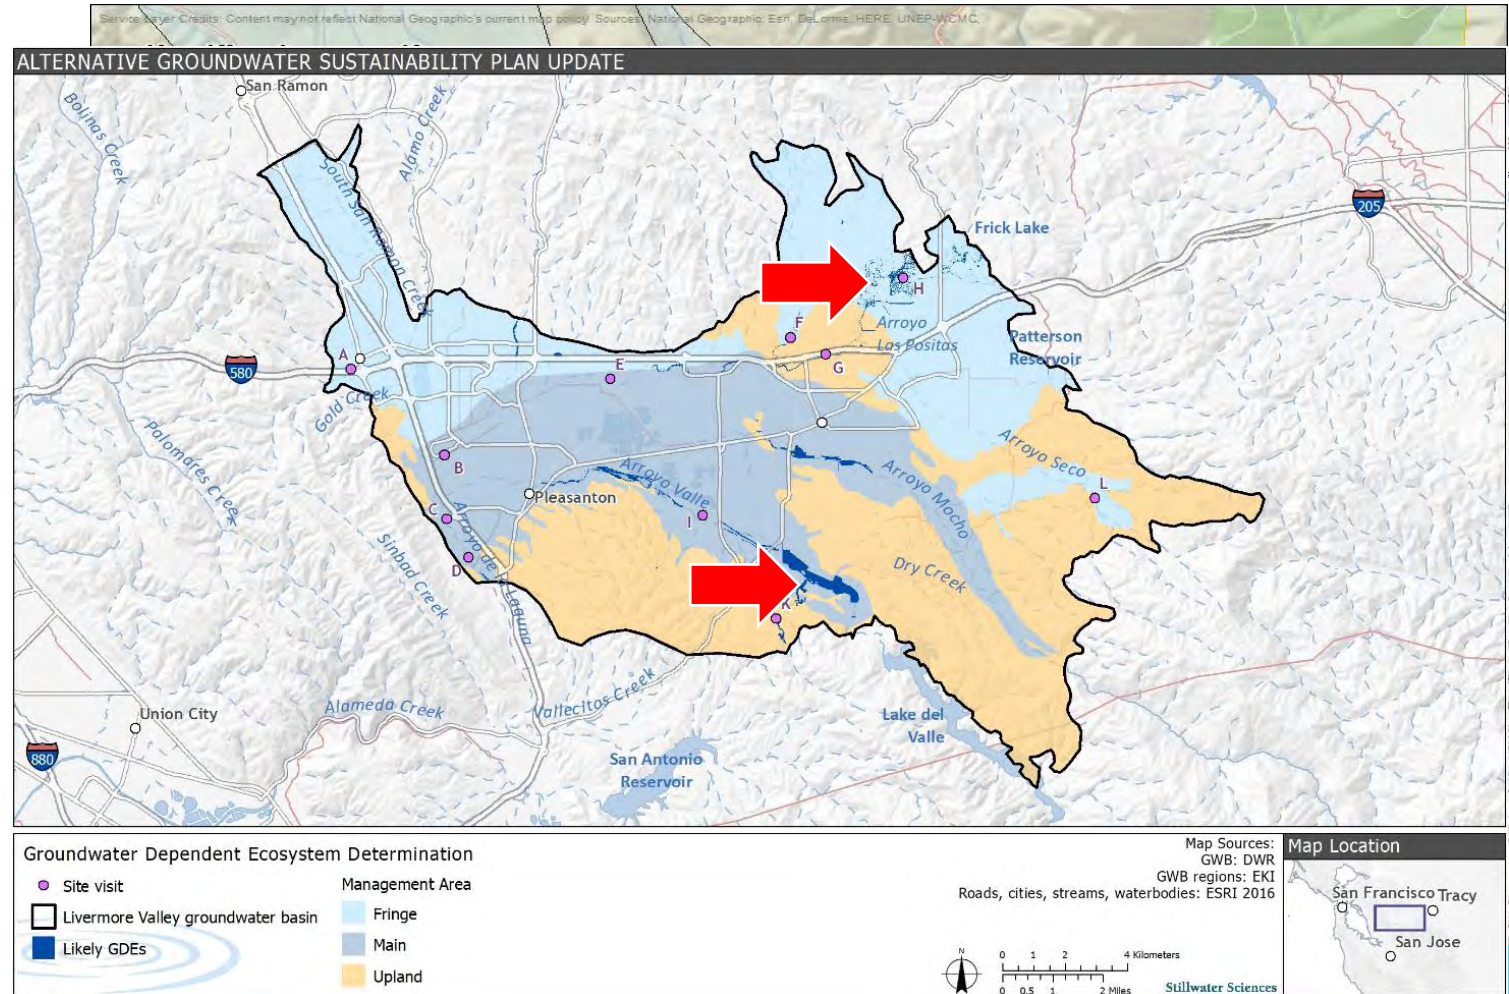 Service Layer Credits: Content may not reflect National Geographic's current map policy. Sources: National Geographic, Esri, DeLorme, HERE, UNEP-WCMC,
ALTERNATIVE GROUNDWATER SUSTAINABILITY PLAN UPDATE
San Ramon
Bolinas Creek
Alamo Creek
South San Ramon Creek
205
Frick Lake
H
F
Arroyo
Las Positas
Patterson
Reservoir
A
580
E
G
Gold Creek
Palomares Creek
B
Arroyo Seco
Arroyo Valle
Arroyo Mocho
L
Pleasanton
C
I
Sinbad Creek
Arroyo de la Laguna
D
Dry Creek
K
Union City
Alameda Creek
Vallecitos Creek
Lake del
Valle
880
San Antonio
Reservoir
Groundwater Dependent Ecosystem Determination
Site visit
Livermore Valley groundwater basin
Likely GDEs
Management Area
Fringe
Main
Upland
Map Sources:
GWB: DWR
GWB regions: EKI
Roads, cities, streams, waterbodies: ESRI 2016
N
0 1 2 4 Kilometers
0 0.5 1 2 Miles
Stillwater Sciences
Map Location
San Francisco
Tracy
San Jose